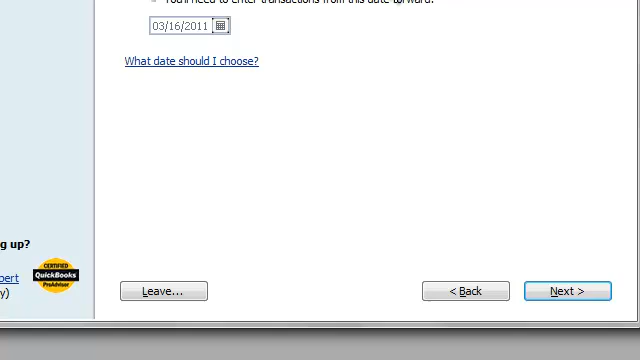 You'll need to enter transactions from this date forward.
03/16/2011
What date should I choose?
g up?
pert
y)
CERTIFIED
QuickBooks
ProAdvisor
Leave...
< Back
Next >